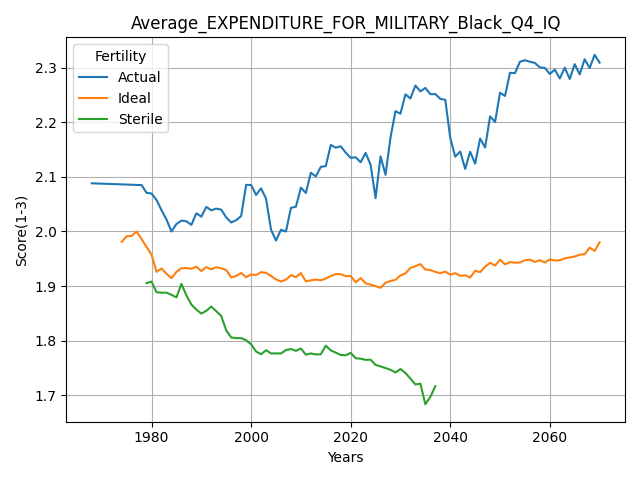 Average_EXPENDITURE_FOR_MILITARY_Black_Q4_IQ
Fertility
Actual
Ideal
Sterile
Score(1-3)
2.3
2.2
2.1
2.0
1.9
1.8
1.7
1980
2000
2020
2040
2060
Years